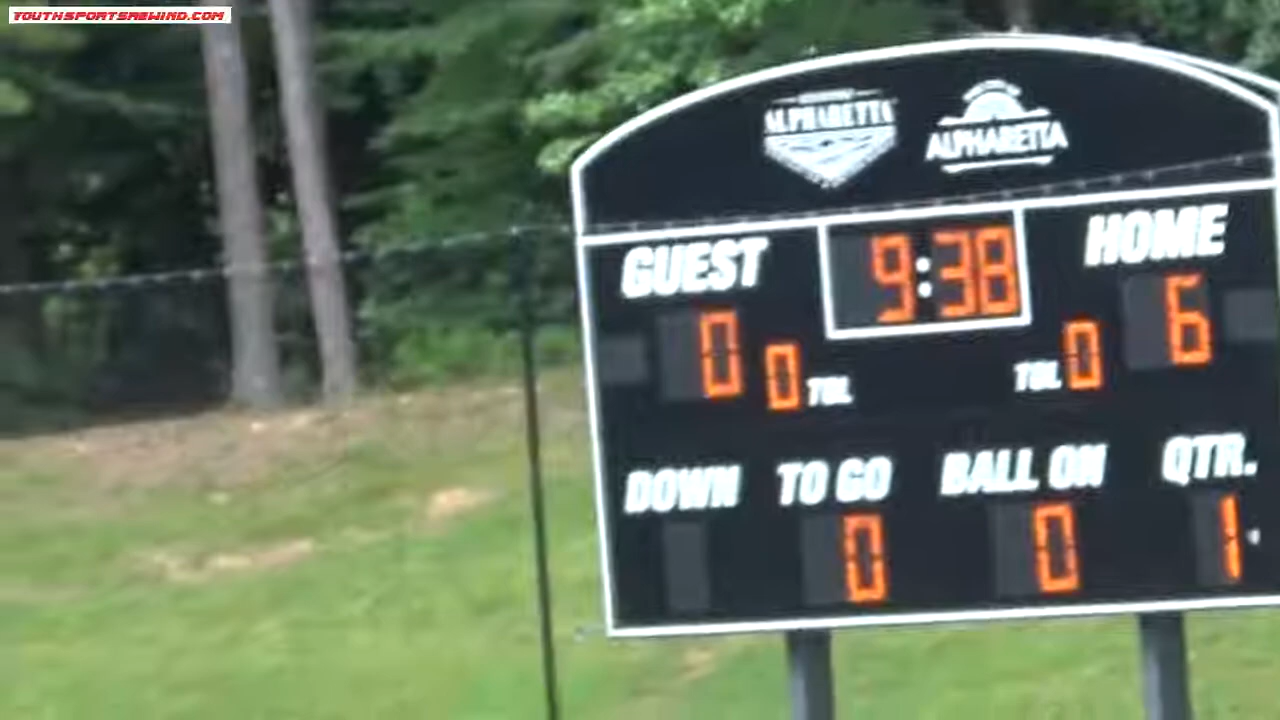 YOUTHSPORTSREWIND.COM
ALPHARETTA
ALPHARETTA
GUEST 9:38 HOME
0 0 TOL TOL 0 6
DOWN TO GO BALL ON QTR.
0 0 1